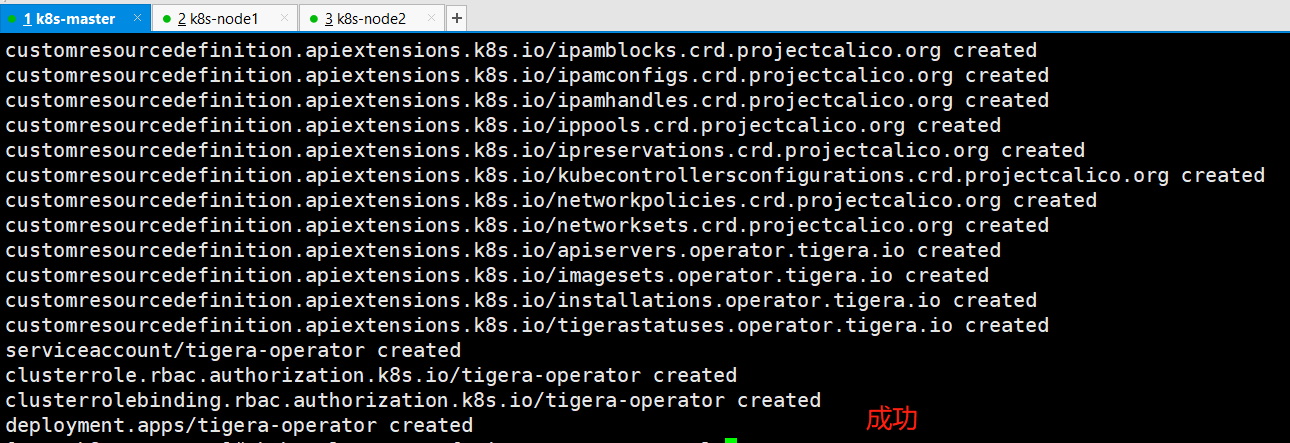 1 k8s-master × 2 k8s-node1 × 3 k8s-node2 × +
customresourcedefinition.apiextensions.k8s.io/ipamblocks.crd.projectcalico.org created
customresourcedefinition.apiextensions.k8s.io/ipamconfigs.crd.projectcalico.org created
customresourcedefinition.apiextensions.k8s.io/ipamhandles.crd.projectcalico.org created
customresourcedefinition.apiextensions.k8s.io/ippools.crd.projectcalico.org created
customresourcedefinition.apiextensions.k8s.io/ipreservations.crd.projectcalico.org created
customresourcedefinition.apiextensions.k8s.io/kubecontrollersconfigurations.crd.projectcalico.org created
customresourcedefinition.apiextensions.k8s.io/networkpolicies.crd.projectcalico.org created
customresourcedefinition.apiextensions.k8s.io/networksets.crd.projectcalico.org created
customresourcedefinition.apiextensions.k8s.io/apiservers.operator.tigera.io created
customresourcedefinition.apiextensions.k8s.io/imagesets.operator.tigera.io created
customresourcedefinition.apiextensions.k8s.io/installations.operator.tigera.io created
customresourcedefinition.apiextensions.k8s.io/tigerastatuses.operator.tigera.io created
serviceaccount/tigera-operator created
clusterrole.rbac.authorization.k8s.io/tigera-operator created
clusterrolebinding.rbac.authorization.k8s.io/tigera-operator created
deployment.apps/tigera-operator created
成功